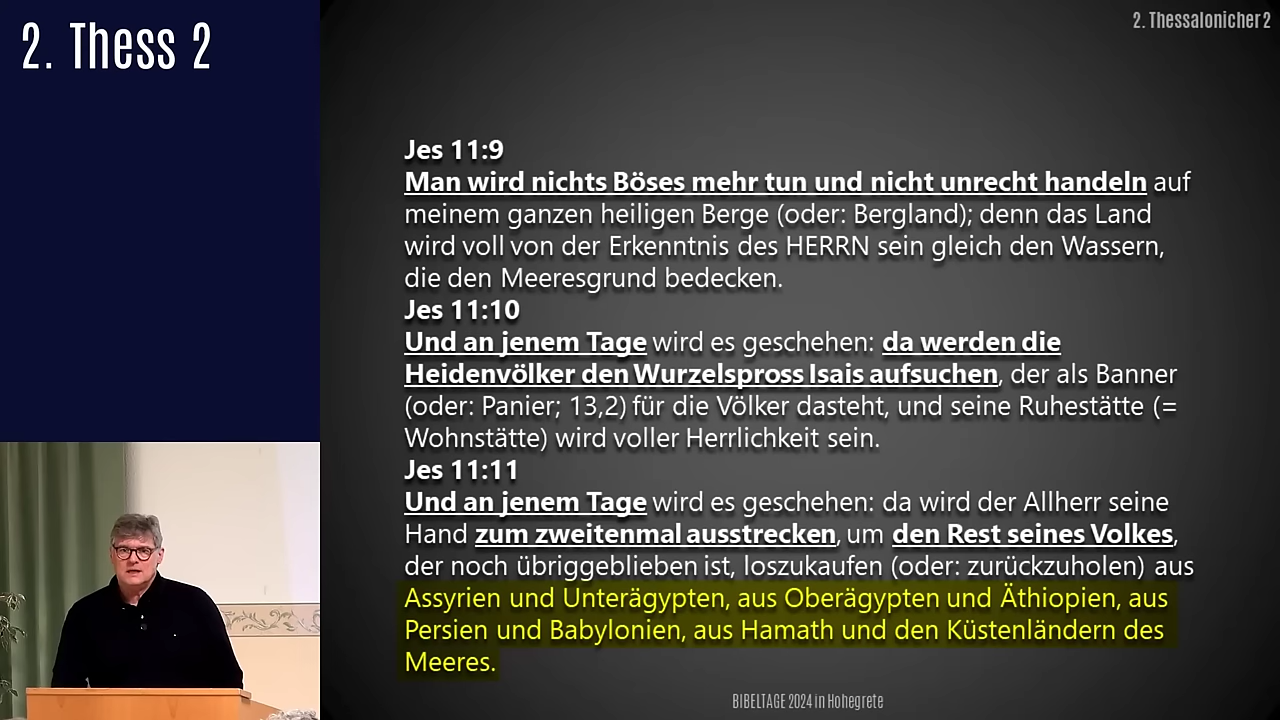 2. Thess 2
2. Thessalonicher 2
Jes 11:9
Man wird nichts Böses mehr tun und nicht unrecht handeln auf
meinem ganzen heiligen Berge (oder: Bergland); denn das Land
wird voll von der Erkenntnis des HERRN sein gleich den Wassern,
die den Meeresgrund bedecken.
Jes 11:10
Und an jenem Tage wird es geschehen: da werden die
Heidenvölker den Wurzelspross Isais aufsuchen, der als Banner
(oder: Panier; 13,2) für die Völker dasteht, und seine Ruhestätte (=
Wohnstätte) wird voller Herrlichkeit sein.
Jes 11:11
Und an jenem Tage wird es geschehen: da wird der Allherr seine
Hand zum zweitenmal ausstrecken, um den Rest seines Volkes,
der noch übriggeblieben ist, loszukaufen (oder: zurückzuholen) aus
Assyrien und Unterägypten, aus Oberägypten und Äthiopien, aus
Persien und Babylonien, aus Hamath und den Küstenländern des
Meeres.
BIBELTAGE 2024 in Hohegrete